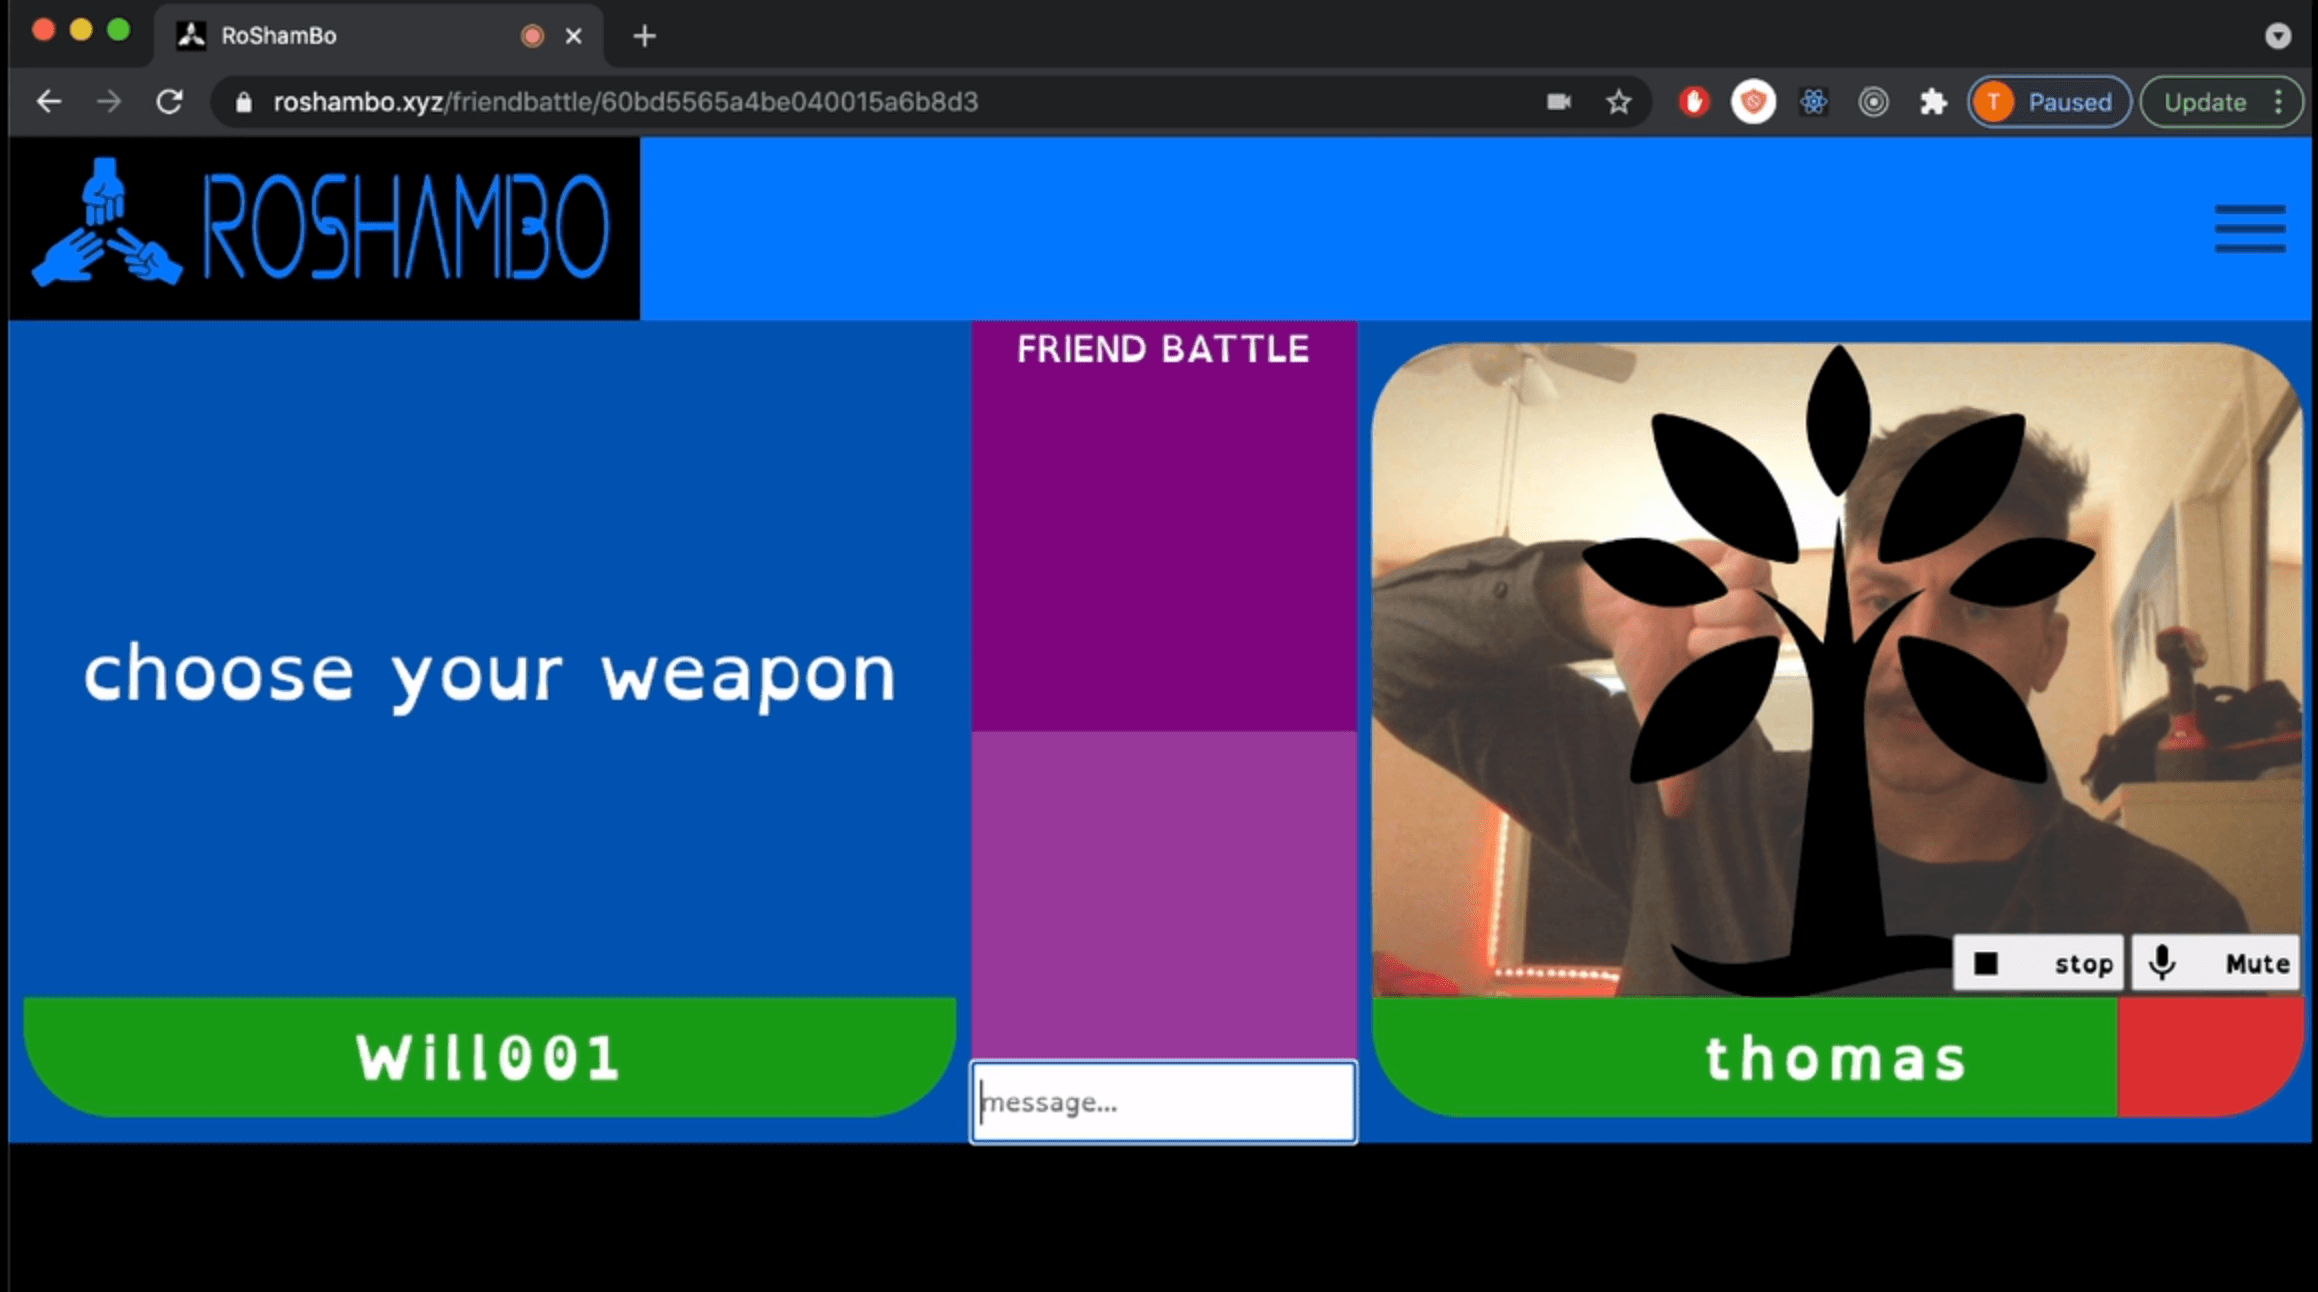 RoShamBo
roshambo.xyz/friendbattle/60bd5565a4be040015a6b8d3
T Paused
Update
ROSHAMBO
FRIEND BATTLE
choose your weapon
stop
Mute
Will001
message...
thomas